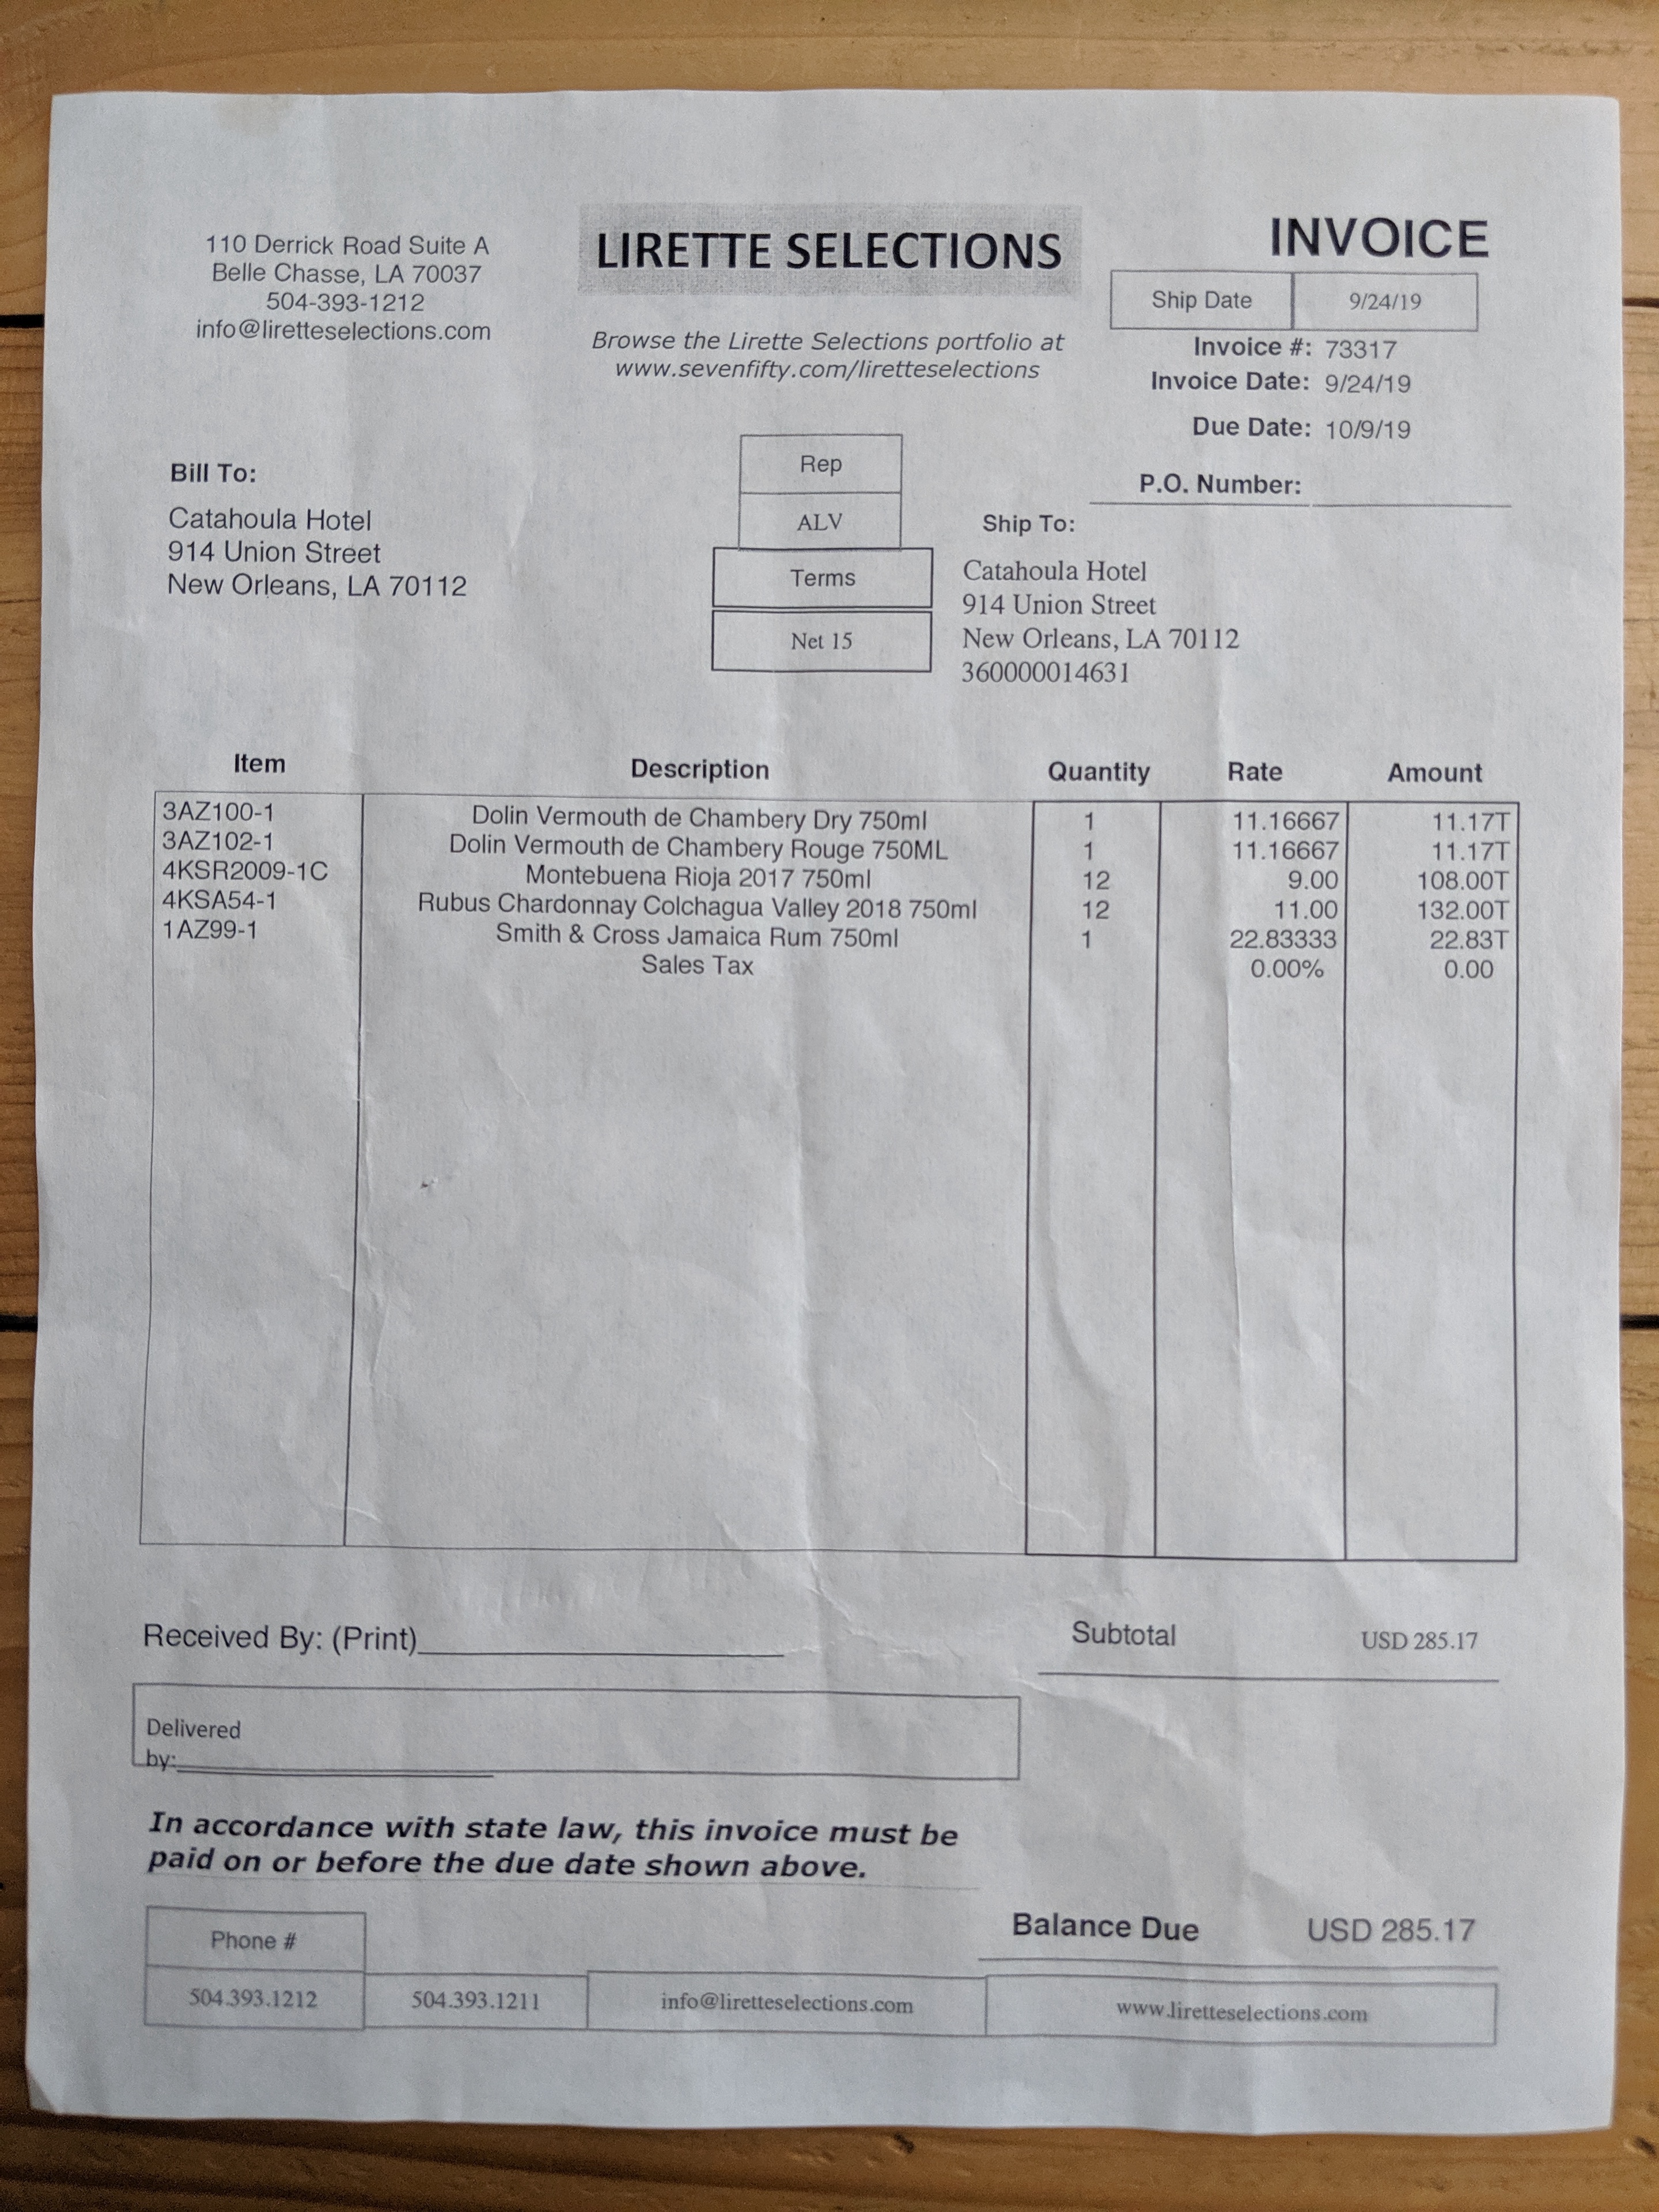 110 Derrick Road Suite A
Belle Chasse, LA 70037
504-393-1212
info@liretteselections.com
LIRETTE SELECTIONS
Browse the Lirette Selections portfolio at
www.sevenfifty.com/liretteselections
INVOICE
Ship Date 9/24/19
Invoice #: 73317
Invoice Date: 9/24/19
Due Date: 10/9/19
P.O. Number:
Bill To:
Catahoula Hotel
914 Union Street
New Orleans, LA 70112
Rep
ALV
Terms
Net 15
Ship To:
Catahoula Hotel
914 Union Street
New Orleans, LA 70112
360000014631
Item Description Quantity Rate Amount
3AZ100-1 Dolin Vermouth de Chambery Dry 750ml 1 11.16667 11.17T
3AZ102-1 Dolin Vermouth de Chambery Rouge 750ML 1 11.16667 11.17T
4KSR2009-1C Montebuena Rioja 2017 750ml 12 9.00 108.00T
4KSA54-1 Rubus Chardonnay Colchagua Valley 2018 750ml 12 11.00 132.00T
1AZ99-1 Smith & Cross Jamaica Rum 750ml 1 22.83333 22.83T
Sales Tax 0.00% 0.00
Received By: (Print)
Subtotal USD 285.17
Delivered
by:
In accordance with state law, this invoice must be
paid on or before the due date shown above.
Balance Due USD 285.17
Phone #
504.393.1212 504.393.1211 info@liretteselections.com www.liretteselections.com